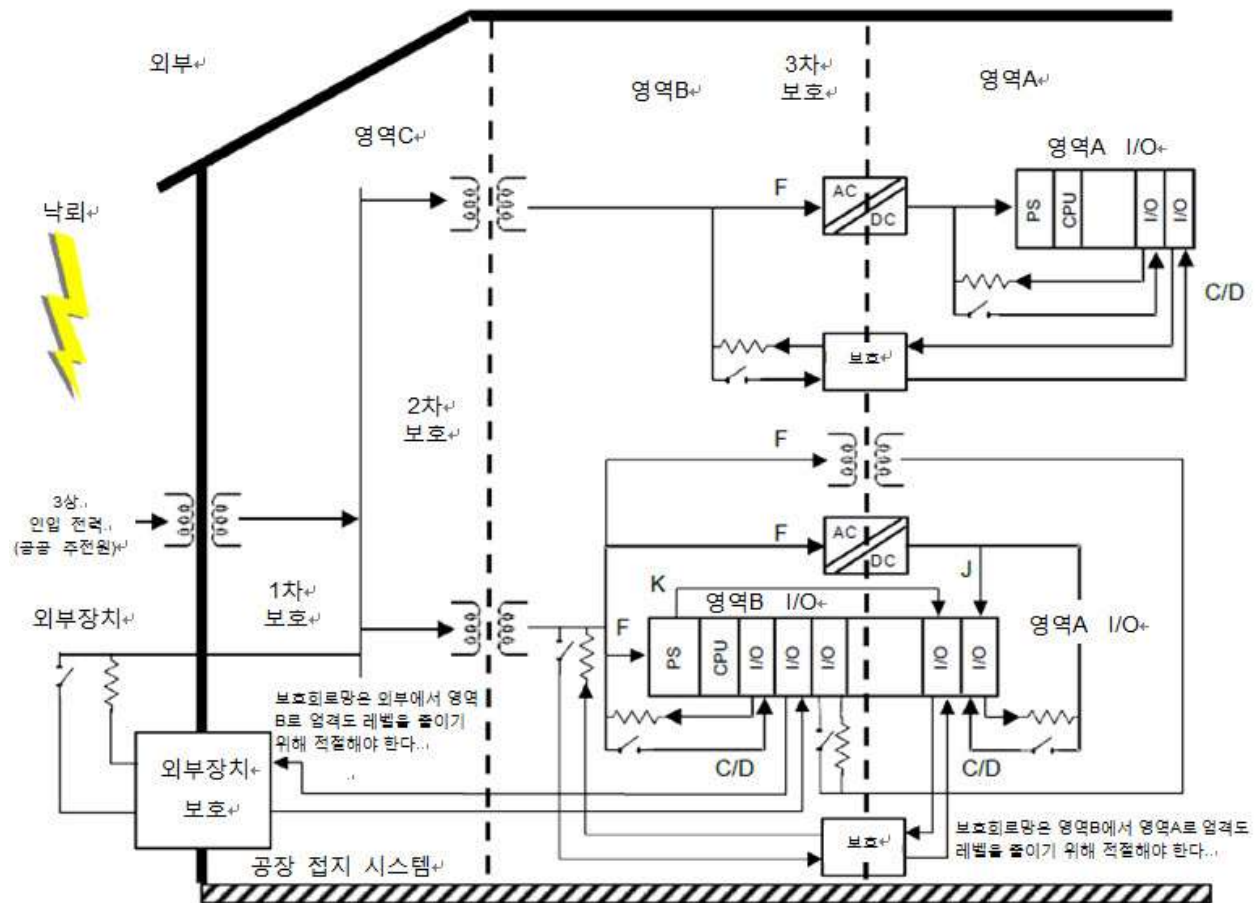 외부
영역C
영역B
3차
보호
영역A
영역A I/O
낙뢰
F
AC
DC
PS
CPU
I/O
I/O
C/D
보호
2차
보호
F
3상..
인입 전력..
(공공 주전원)
F
AC
DC
J
K
1차
보호
외부장치
영역B I/O
영역A I/O
F
PS
CPU
I/O
I/O
I/O
I/O
I/O
보호회로망은 외부에서 영역
B로 엄격도 레벨을 줄이기
위해 적절해야 한다..
..
C/D
C/D
외부장치
보호
보호
보호회로망은 영역B에서 영역A로 엄격도
레벨을 줄이기 위해 적절해야 한다..
공장 접지 시스템